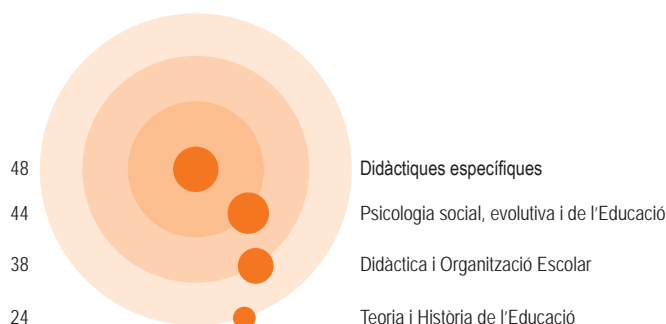 48 Didàctiques específiques
44 Psicologia social, evolutiva i de l'Educació
38 Didàctica i Organització Escolar
24 Teoria i Història de l'Educació